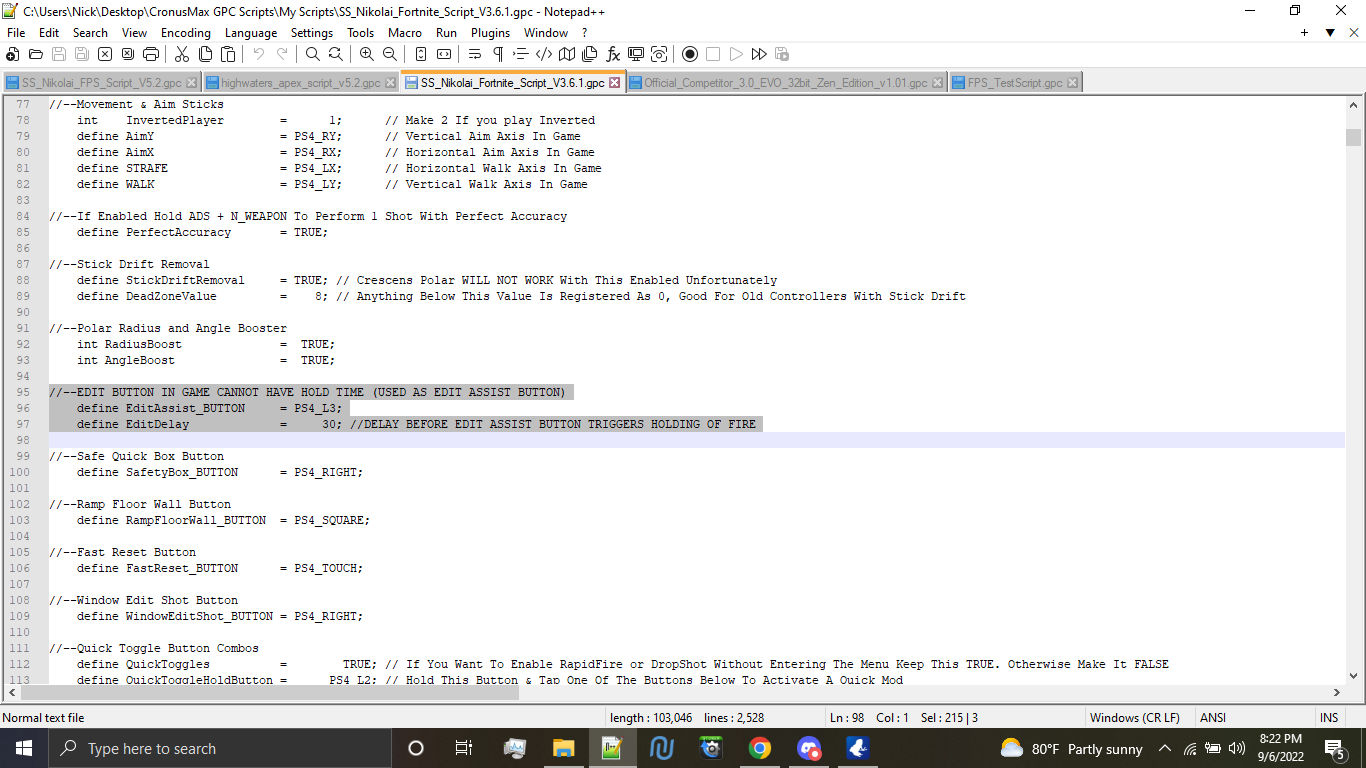 C:\Users\Nick\Desktop\CronusMax GPC Scripts\My Scripts\SS_Nikolai_Fortnite_Script_V3.6.1.gpc - Notepad++
File Edit Search View Encoding Language Settings Tools Macro Run Plugins Window ?
SS_Nikolai_FPS_Script_V5.2.gpc highwaters_apex_script_v5.2.gpc SS_Nikolai_Fortnite_Script_V3.6.1.gpc Official_Competitor_3.0_EVO_32bit_Zen_Edition_v1.01.gpc FPS_TestScript.gpc
77 //--Movement & Aim Sticks
78 int InvertedPlayer = 1; // Make 2 If you play Inverted
79 define AimY = PS4_RY; // Vertical Aim Axis In Game
80 define AimX = PS4_RX; // Horizontal Aim Axis In Game
81 define STRAFE = PS4_LX; // Horizontal Walk Axis In Game
82 define WALK = PS4_LY; // Vertical Walk Axis In Game
83
84 //--If Enabled Hold ADS + N_WEAPON To Perform 1 Shot With Perfect Accuracy
85 define PerfectAccuracy = TRUE;
86
87 //--Stick Drift Removal
88 define StickDriftRemoval = TRUE; // Crescens Polar WILL NOT WORK With This Enabled Unfortunately
89 define DeadZoneValue = 8; // Anything Below This Value Is Registered As 0, Good For Old Controllers With Stick Drift
90
91 //--Polar Radius and Angle Booster
92 int RadiusBoost = TRUE;
93 int AngleBoost = TRUE;
94
95 //--EDIT BUTTON IN GAME CANNOT HAVE HOLD TIME (USED AS EDIT ASSIST BUTTON)
96 define EditAssist_BUTTON = PS4_L3;
97 define EditDelay = 30; //DELAY BEFORE EDIT ASSIST BUTTON TRIGGERS HOLDING OF FIRE
98
99 //--Safe Quick Box Button
100 define SafetyBox_BUTTON = PS4_RIGHT;
101
102 //--Ramp Floor Wall Button
103 define RampFloorWall_BUTTON = PS4_SQUARE;
104
105 //--Fast Reset Button
106 define FastReset_BUTTON = PS4_TOUCH;
107
108 //--Window Edit Shot Button
109 define WindowEditShot_BUTTON = PS4_RIGHT;
110
111 //--Quick Toggle Button Combos
112 define QuickToggles = TRUE; // If You Want To Enable RapidFire or DropShot Without Entering The Menu Keep This TRUE. Otherwise Make It FALSE
113 define QuickToggleHoldButton = PS4_L2; // Hold This Button & Tap One Of The Buttons Below To Activate A Quick Mod
Normal text file length : 103,046 lines : 2,528 Ln : 98 Col : 1 Sel : 215 | 3 Windows (CR LF) ANSI INS
Type here to search 80°F Partly sunny 8:22 PM
9/6/2022 5